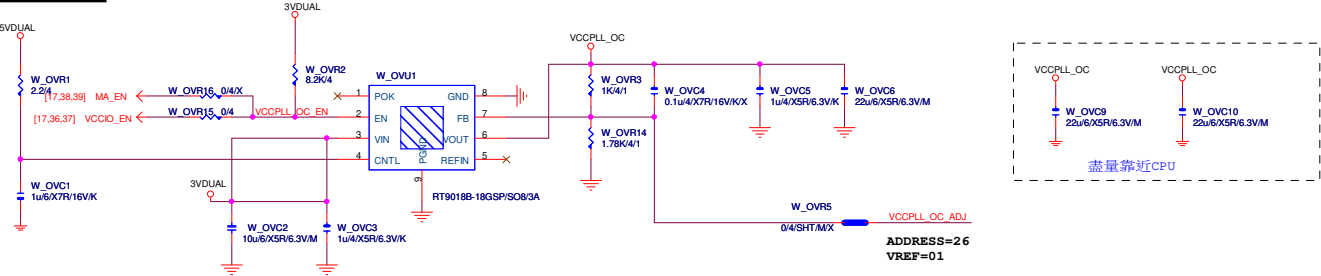 5VDUAL
3VDUAL
W_OVR1
2.2/4
[17,38,39] MA_EN
[17,36,37] VCCIO_EN
W_OVR16 0/4/X
W_OVR15 0/4
VCCPLL_OC_EN
W_OVR2
8.2K/4
W_OVU1
1 POK
2 EN
3 VIN
4 CNTL
GND 8
FB 7
VOUT 6
REFIN 5
PGND
9
RT9018B-18GSP/SO8/3A
W_OVC1
1u/6/X7R/16V/K
3VDUAL
W_OVC2
10u/6/X5R/6.3V/M
W_OVC3
1u/4/X5R/6.3V/K
VCCPLL_OC
W_OVR3
1K/4/1
W_OVR14
1.78K/4/1
W_OVC4
0.1u/4/X7R/16V/K/X
W_OVC5
1u/4/X5R/6.3V/K
W_OVC6
22u/6/X5R/6.3V/M
W_OVR5
0/4/SHT/M/X
VCCPLL_OC_ADJ
ADDRESS=26
VREF=01
VCCPLL_OC
W_OVC9
22u/6/X5R/6.3V/M
VCCPLL_OC
W_OVC10
22u/6/X5R/6.3V/M
盡量靠近CPU